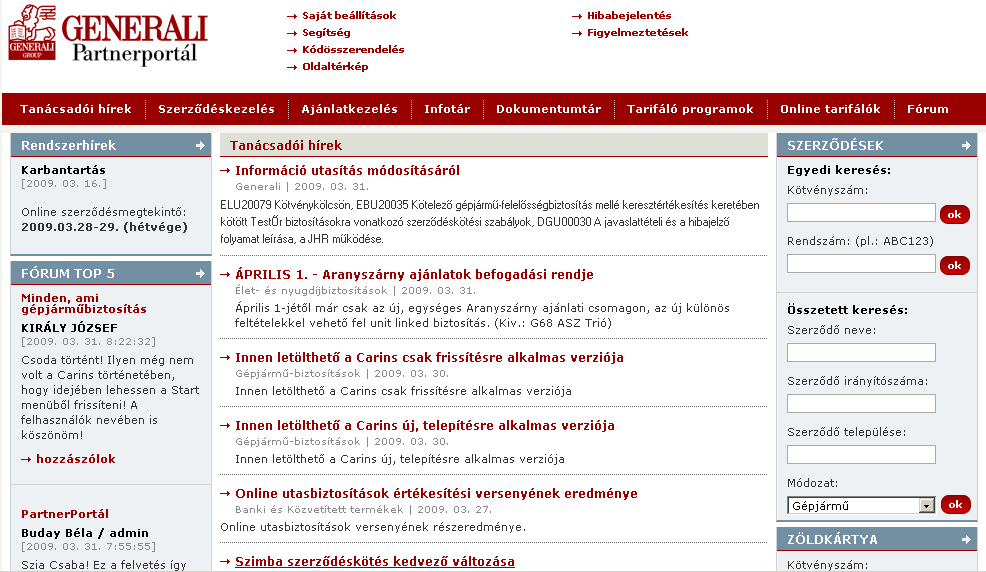 GENERALI
GROUP
GENERALI
Partnerportál
Saját beállítások
Segítség
Kódösszerendelés
Oldaltérkép
Hibabejelentés
Figyelmeztetések
Tanácsadói hírek
Szerződéskezelés
Ajánlatkezelés
Infotár
Dokumentumtár
Tarifáló programok
Online tarifálók
Fórum
Rendszerhírek
Karbantartás
[2009. 03. 16.]
Online szerződésmegtekintő:
2009.03.28-29. (hétvége)
FÓRUM TOP 5
Minden, ami
gépjárműbiztosítás
KIRÁLY JÓZSEF
[2009. 03. 31. 8:22:32]
Csoda történt! Ilyen még nem
volt a Carins történetében,
hogy idejében lehessen a Start
menüből frissíteni! A
felhasználók nevében is
köszönöm!
hozzászólok
PartnerPortál
Buday Béla / admin
[2009. 03. 31. 7:55:55]
Szia Csaba! Ez a felvetés így
Tanácsadói hírek
Információ utasítás módosításáról
Generali | 2009. 03. 31.
ELU20079 Kötvénykölcsön, EBU20035 Kötelező gépjármű-felelősségbiztosítás mellé keresztértékesítés keretében
kötött TestŐr biztosításokra vonatkozó szerződéskötési szabályok, DGU00030 A javaslattételi és a hibajelző
folyamat leírása, a JHR működése.
ÁPRILIS 1. - Aranyszárny ajánlatok befogadási rendje
Élet- és nyugdíjbiztosítások | 2009. 03. 31.
Április 1-jétől már csak az új, egységes Aranyszárny ajánlati csomagon, az új különös
feltételekkel vehető fel unit linked biztosítás. (Kiv.: G68 ASZ Trió)
Innen letölthető a Carins csak frissítésre alkalmas verziója
Gépjármű-biztosítások | 2009. 03. 30.
Innen letölthető a Carins csak frissítésre alkalmas verziója
Innen letölthető a Carins új, telepítésre alkalmas verziója
Gépjármű-biztosítások | 2009. 03. 30.
Innen letölthető a Carins új, telepítésre alkalmas verziója
Online utasbiztosítások értékesítési versenyének eredménye
Banki és Közvetített termékek | 2009. 03. 27.
Online utasbiztosítások versenyének részeredménye.
Szimba szerződéskötés kedvező változása
SZERZŐDÉSEK
Egyedi keresés:
Kötvényszám:
ok
Rendszám: (pl.: ABC123)
ok
Összetett keresés:
Szerződő neve:
Szerződő irányítószáma:
Szerződő települése:
Módozat:
Gépjármű
ok
ZÖLDKÁRTYA
Kötvényszám: